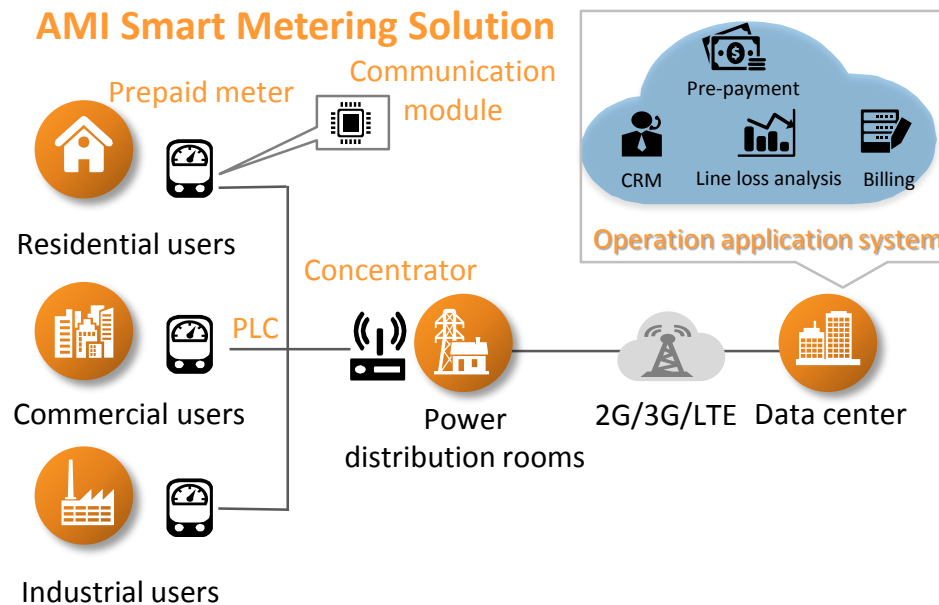 AMI Smart Metering Solution
Prepaid meter
Communication
module
Pre-payment
CRM
Line loss analysis
Billing
Operation application system
Residential users
Concentrator
PLC
Commercial users
Power
distribution rooms
2G/3G/LTE
Data center
Industrial users